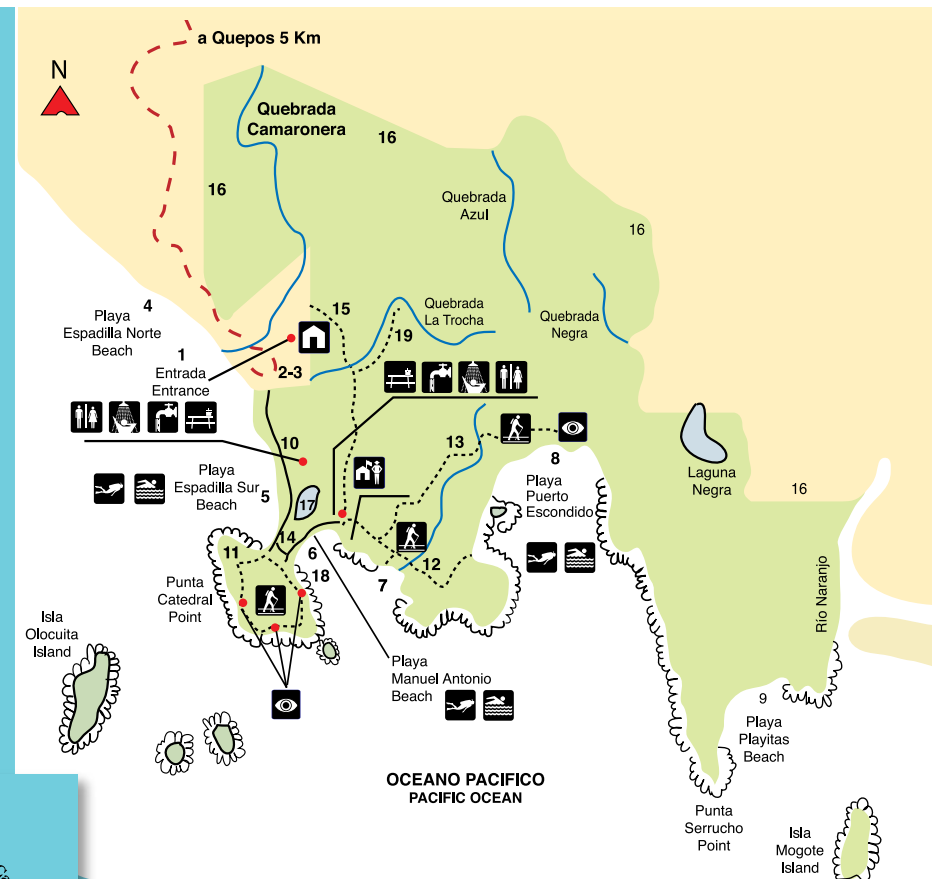 a Quepos 5 Km
N
Quebrada
Camaronera
16
16
Quebrada
Azul
16
4
Playa
Espadilla Norte
Beach
15
Quebrada
La Trocha
19
Quebrada
Negra
1
Entrada
Entrance
2-3
10
13
8
Playa
Espadilla Sur
Beach
5
17
Playa
Puerto
Escondido
Laguna
Negra
16
14
6
11
18
7
12
Punta
Catedral
Point
Rio Naranjo
Isla
Olocuita
Island
Playa
Manuel Antonio
Beach
9
Playa
Playitas
Beach
OCEANO PACIFICO
PACIFIC OCEAN
Punta
Serrucho
Point
Isla
Mogote
Island